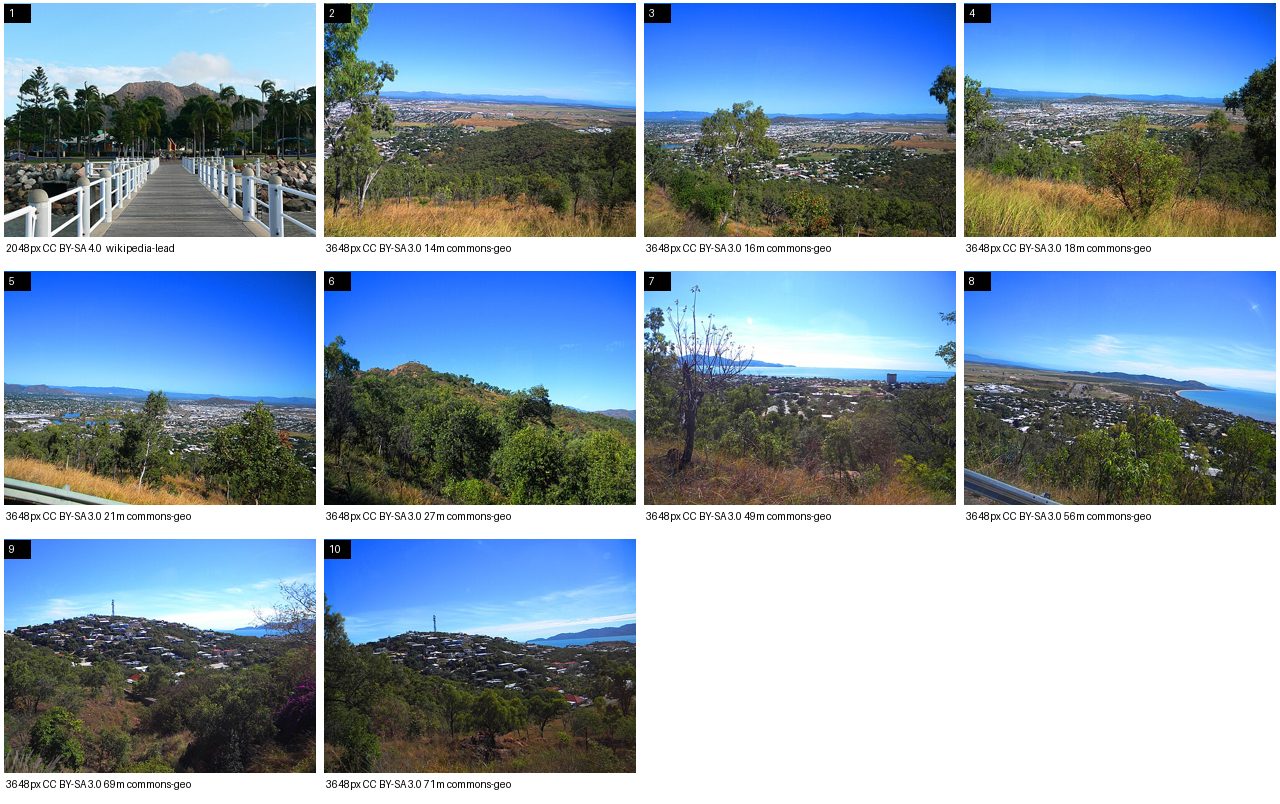 1
2
3
4
2048px CC BY-SA 4.0 wikipedia-lead
3648px CC BY-SA 3.0 14m commons-geo
3648px CC BY-SA 3.0 16m commons-geo
3648px CC BY-SA 3.0 18m commons-geo
5
6
7
8
3648px CC BY-SA 3.0 21m commons-geo
3648px CC BY-SA 3.0 27m commons-geo
3648px CC BY-SA 3.0 49m commons-geo
3648px CC BY-SA 3.0 56m commons-geo
9
10
3648px CC BY-SA 3.0 69m commons-geo
3648px CC BY-SA 3.0 71m commons-geo